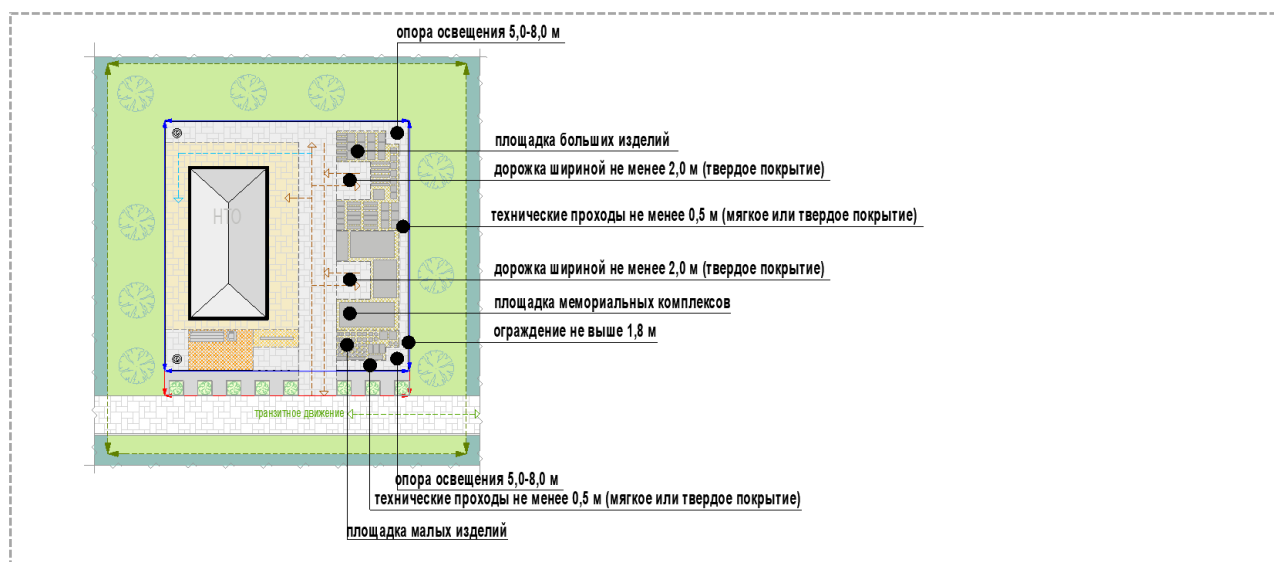 опора освещения 5,0-8,0 м
площадка больших изделий
дорожка шириной не менее 2,0 м (твердое покрытие)
НТО
технические проходы не менее 0,5 м (мягкое или твердое покрытие)
дорожка шириной не менее 2,0 м (твердое покрытие)
площадка мемориальных комплексов
ограждение не выше 1,8 м
транзитное движение
опора освещения 5,0-8,0 м
технические проходы не менее 0,5 м (мягкое или твердое покрытие)
площадка малых изделий